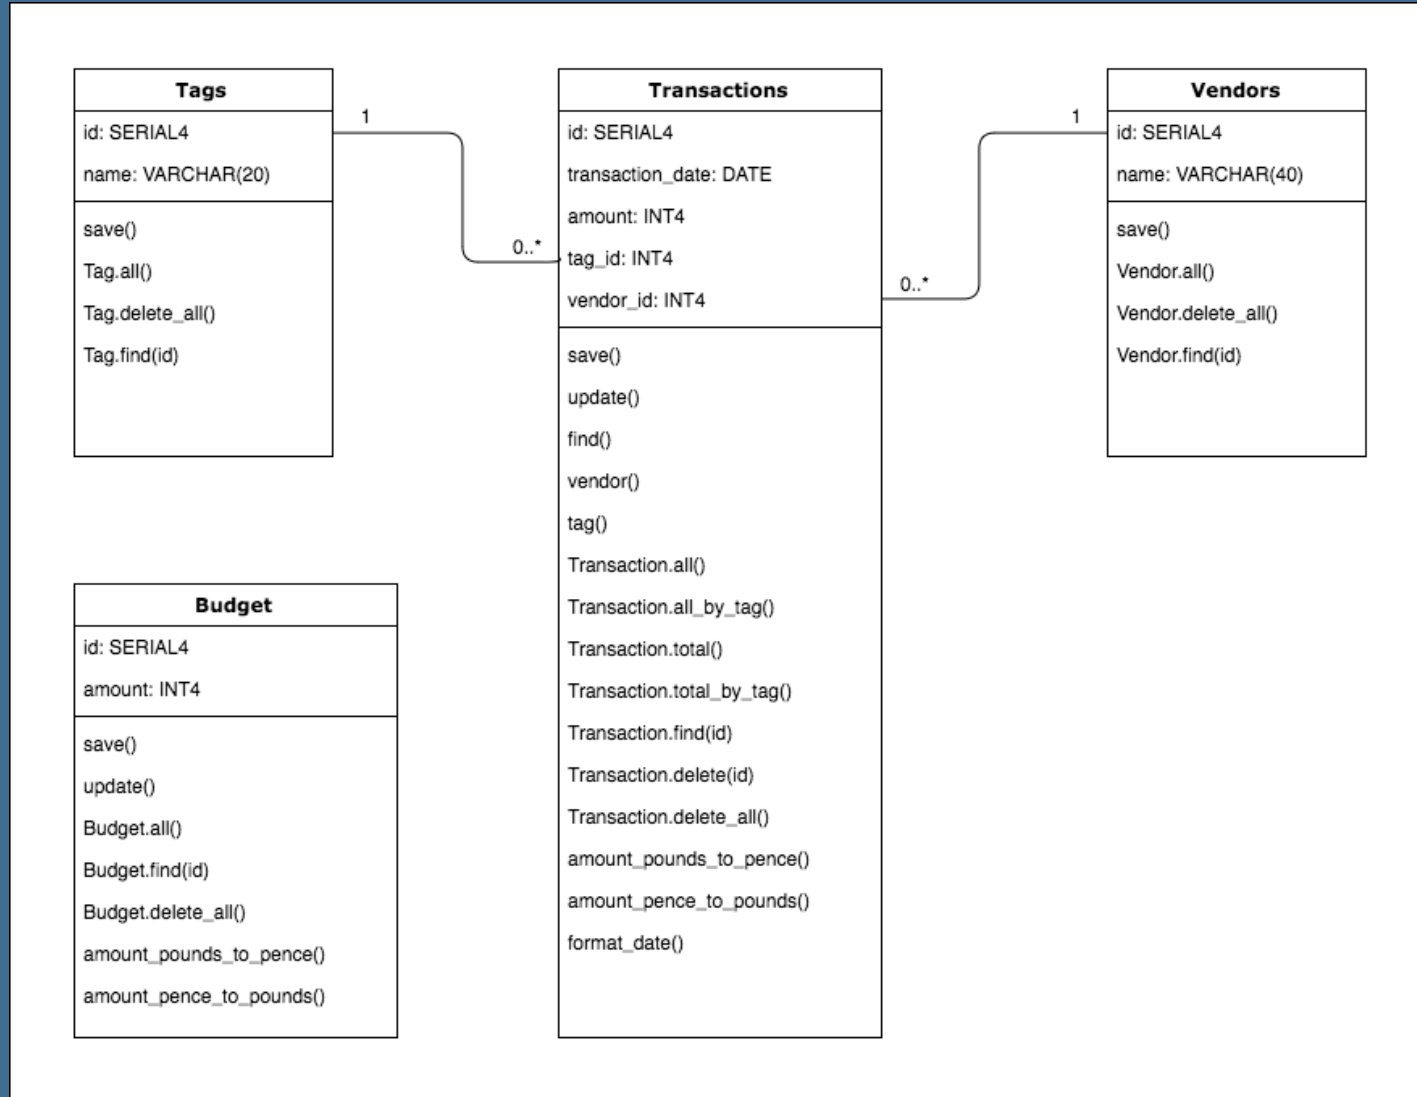 Tags
id: SERIAL4
name: VARCHAR(20)
save()
Tag.all()
Tag.delete_all()
Tag.find(id)
1
0..*
Transactions
id: SERIAL4
transaction_date: DATE
amount: INT4
tag_id: INT4
vendor_id: INT4
save()
update()
find()
vendor()
tag()
Transaction.all()
Transaction.all_by_tag()
Transaction.total()
Transaction.total_by_tag()
Transaction.find(id)
Transaction.delete(id)
Transaction.delete_all()
amount_pounds_to_pence()
amount_pence_to_pounds()
format_date()
1
0..*
Vendors
id: SERIAL4
name: VARCHAR(40)
save()
Vendor.all()
Vendor.delete_all()
Vendor.find(id)
Budget
id: SERIAL4
amount: INT4
save()
update()
Budget.all()
Budget.find(id)
Budget.delete_all()
amount_pounds_to_pence()
amount_pence_to_pounds()